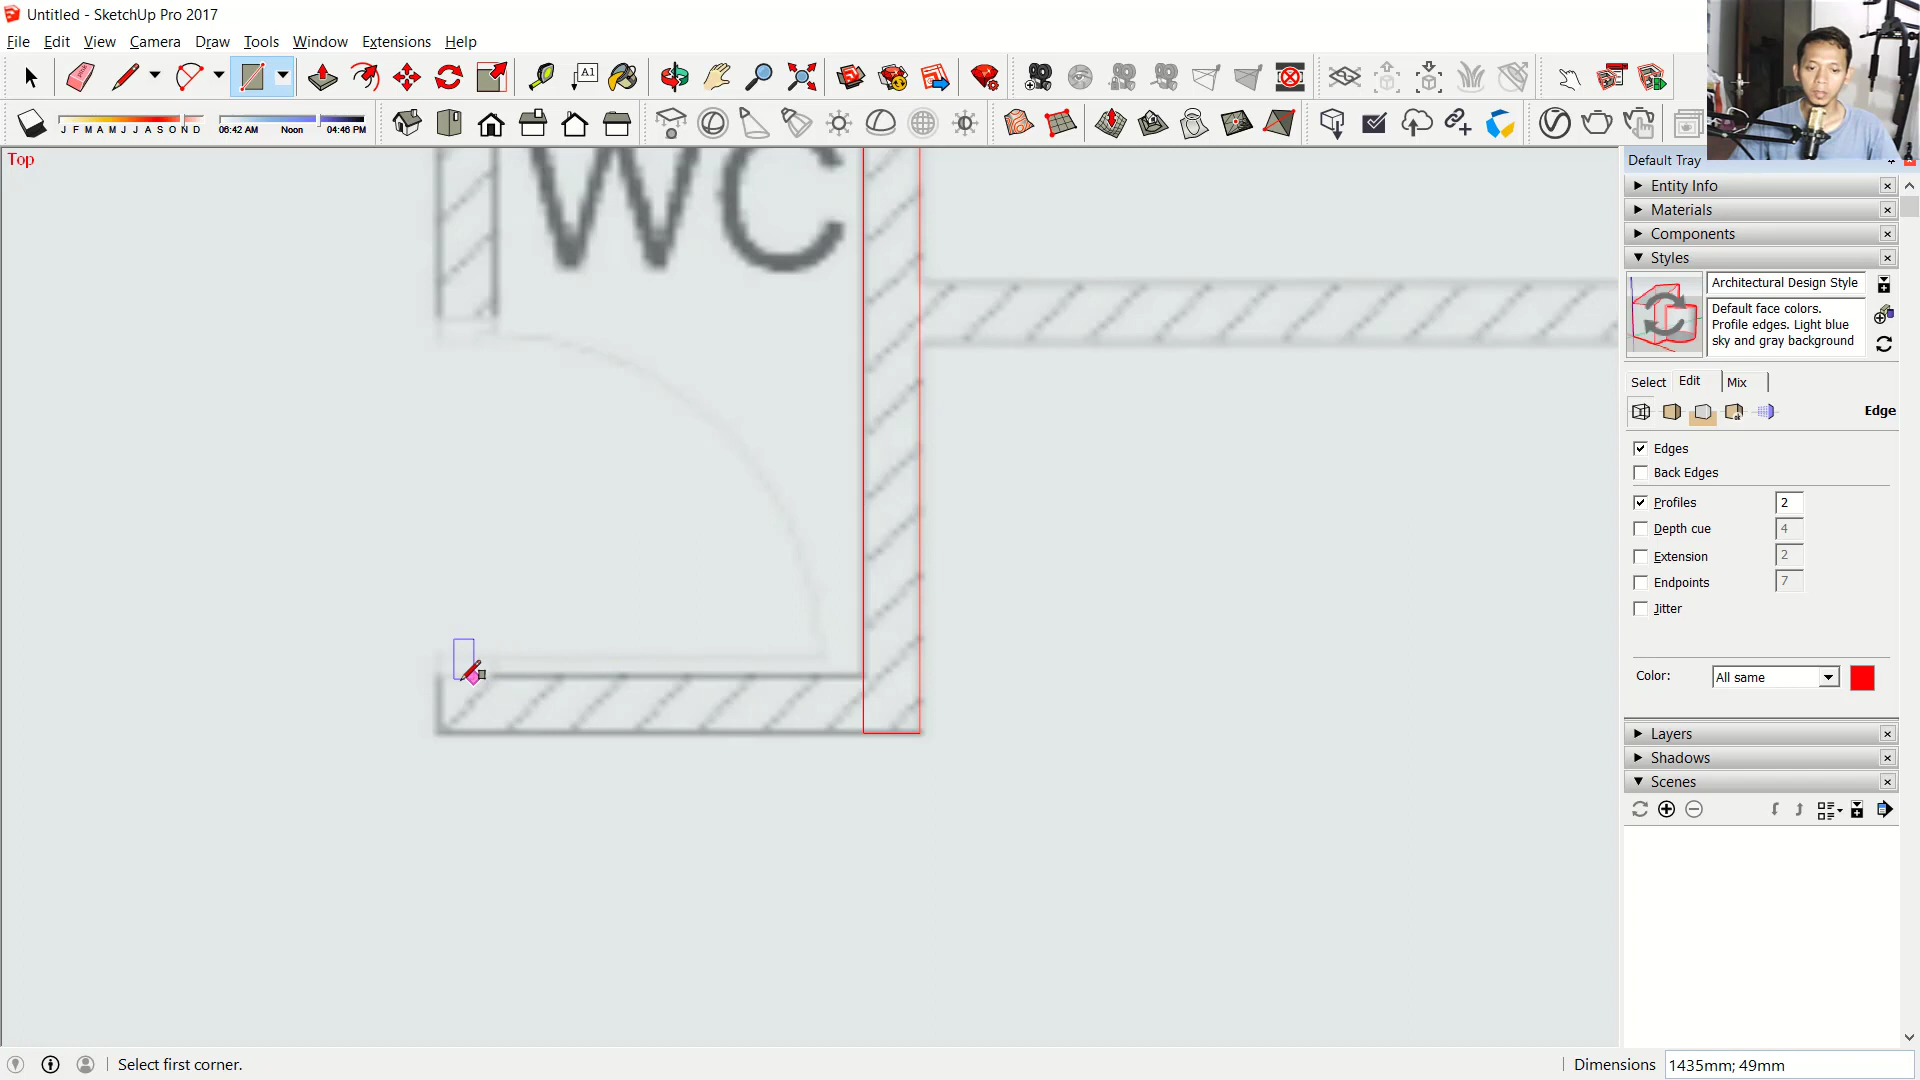 Untitled - SketchUp Pro 2017
File Edit View Camera Draw Tools Window Extensions Help
A1
J F M A M J J A S O N D
06:42 AM Noon 04:46 PM
Top
WC
Default Tray
Entity Info
Materials
Components
Styles
Architectural Design Style
Default face colors.
Profile edges. Light blue
sky and gray background
Select Edit Mix
Edge
Edges
Back Edges
Profiles 2
Depth cue 4
Extension 2
Endpoints 7
Jitter
Color: All same
Layers
Shadows
Scenes
Select first corner.
Dimensions 1435mm; 49mm